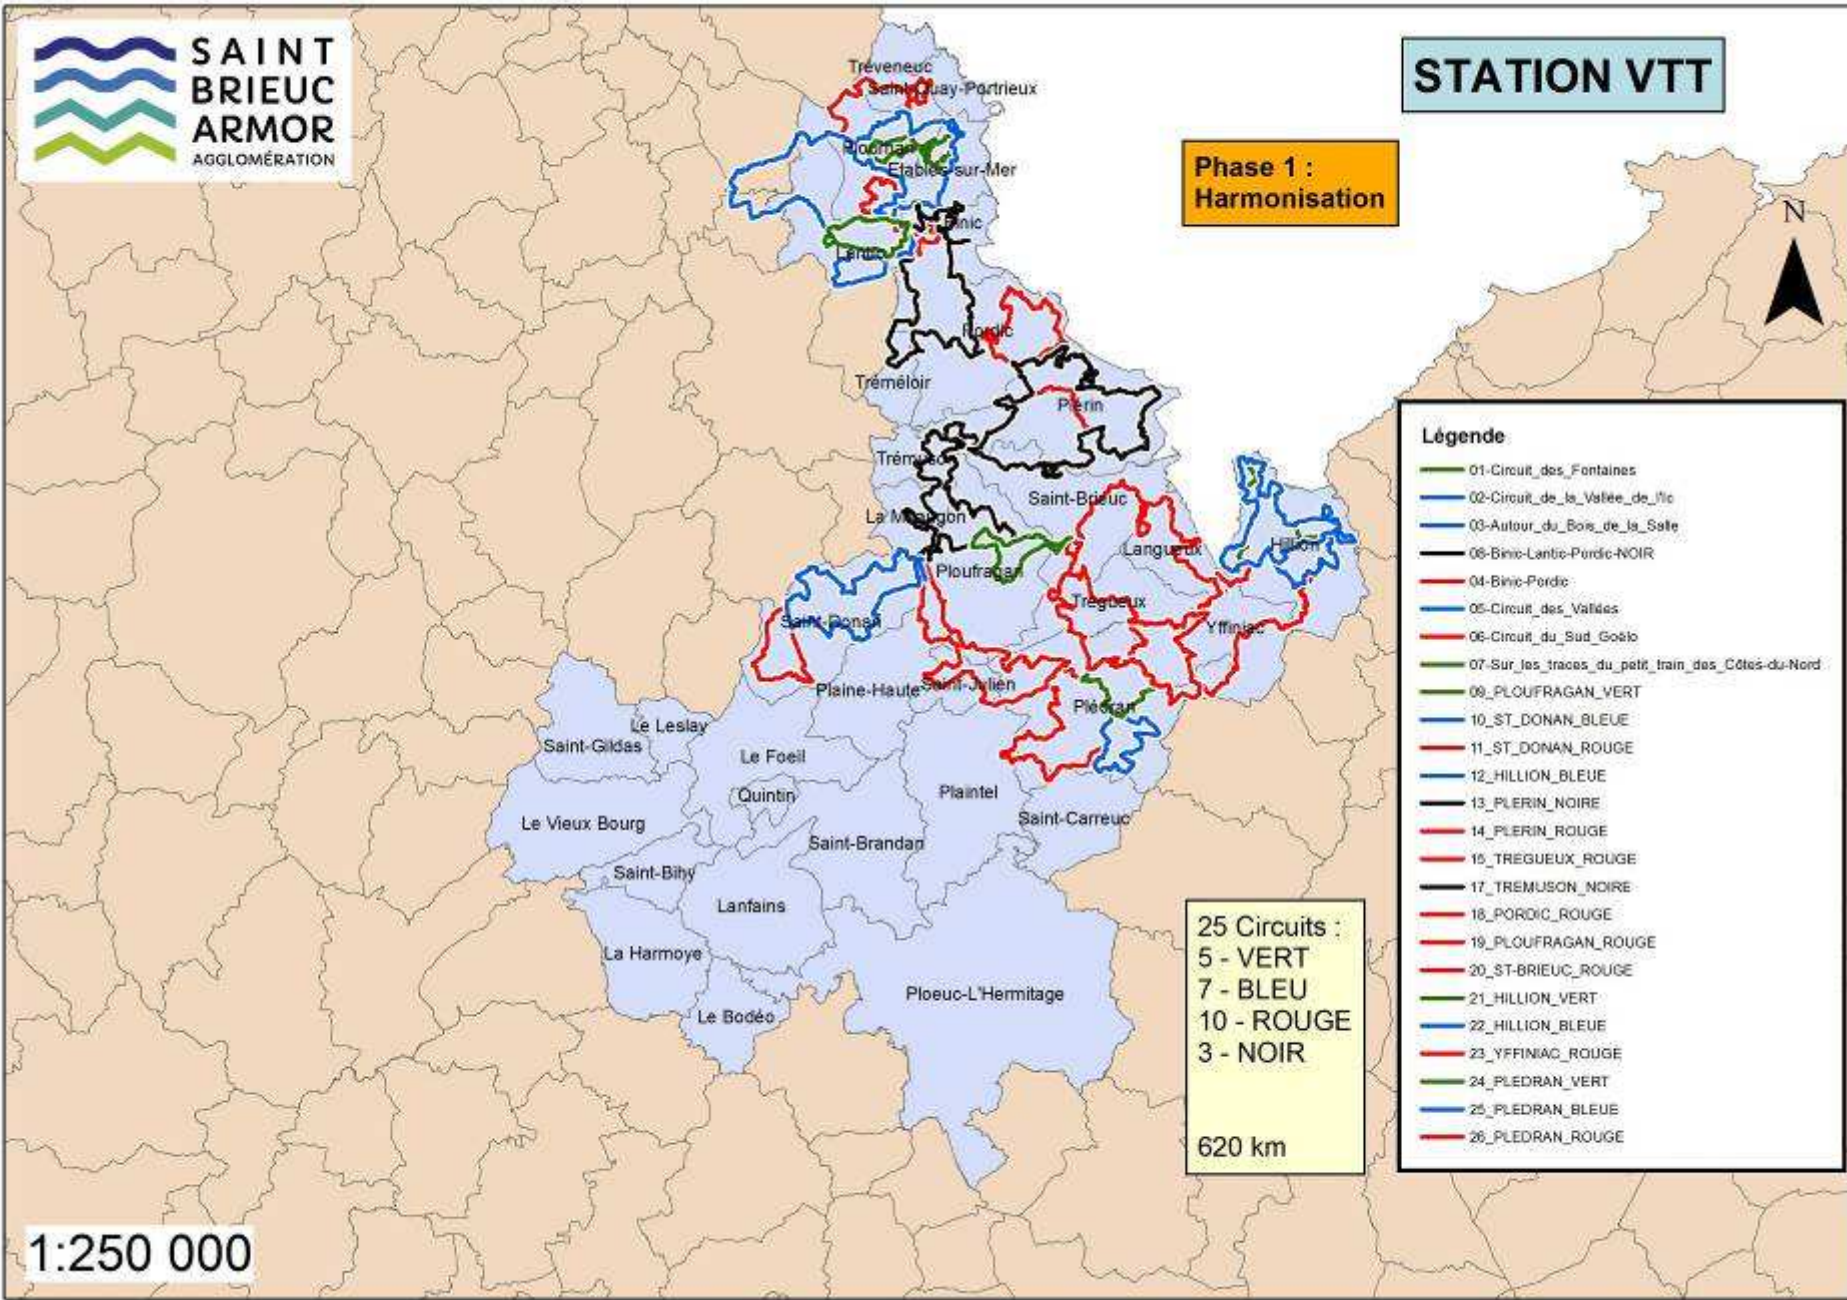 SAINT
BRIEUC
ARMOR
AGGLOMÉRATION
STATION VTT
Phase 1 :
Harmonisation
N
Tréveneuc
Saint-Quay-Portrieux
Plourhan
Etables-sur-Mer
Binic
Lantic
Pordic
Tréméloir
Plérin
Trémuson
Saint-Brieuc
La Méaugon
Langueux
Hillion
Ploufragan
Trégueux
Saint-Donan
Yffiniac
Plaine-Haute
Saint-Julien
Plédran
Le Leslay
Saint-Gildas
Le Foeil
Quintin
Plaintel
Le Vieux Bourg
Saint-Carreuc
Saint-Brandan
Saint-Bihy
Lanfains
La Harmoye
Ploeuc-L'Hermitage
Le Bodéo
Légende
01-Circuit_des_Fontaines
02-Circuit_de_la_Vallée_de_l'Ic
03-Autour_du_Bois_de_la_Salle
08-Binic-Lantic-Pordic-NOIR
04-Binic-Pordic
05-Circuit_des_Vallées
06-Circuit_du_Sud_Goëlo
07-Sur_les_traces_du_petit_train_des_Côtes-du-Nord
09_PLOUFRAGAN_VERT
10_ST_DONAN_BLEUE
11_ST_DONAN_ROUGE
12_HILLION_BLEUE
13_PLERIN_NOIRE
14_PLERIN_ROUGE
15_TREGUEUX_ROUGE
17_TREMUSON_NOIRE
18_PORDIC_ROUGE
19_PLOUFRAGAN_ROUGE
20_ST-BRIEUC_ROUGE
21_HILLION_VERT
22_HILLION_BLEUE
23_YFFINIAC_ROUGE
24_PLEDRAN_VERT
25_PLEDRAN_BLEUE
26_PLEDRAN_ROUGE
25 Circuits :
5 - VERT
7 - BLEU
10 - ROUGE
3 - NOIR
620 km
1:250 000